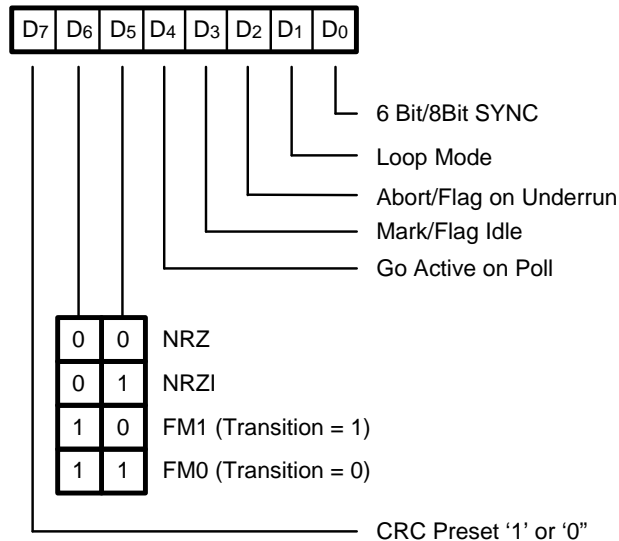 D7 D6 D5 D4 D3 D2 D1 D0
6 Bit/8Bit SYNC
Loop Mode
Abort/Flag on Underrun
Mark/Flag Idle
Go Active on Poll
0 0 NRZ
0 1 NRZI
1 0 FM1 (Transition = 1)
1 1 FM0 (Transition = 0)
CRC Preset ‘1’ or ‘0”